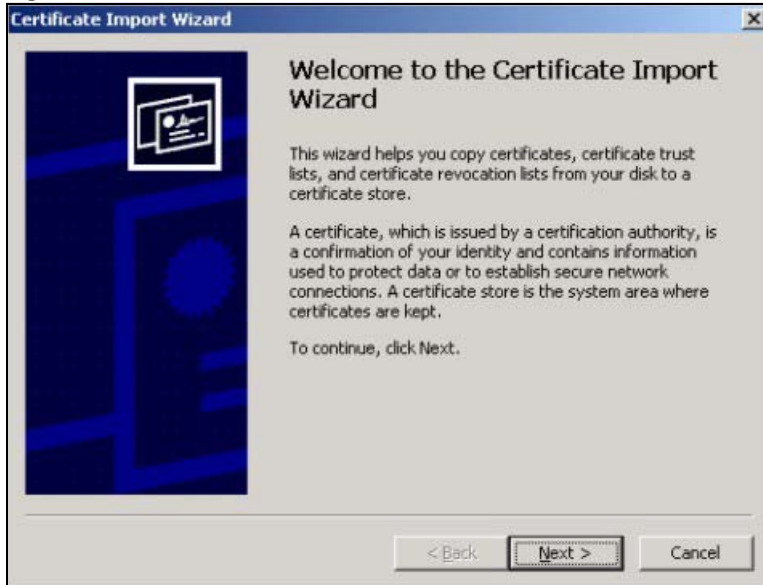 Certificate Import Wizard
Welcome to the Certificate Import
Wizard
This wizard helps you copy certificates, certificate trust
lists, and certificate revocation lists from your disk to a
certificate store.
A certificate, which is issued by a certification authority, is
a confirmation of your identity and contains information
used to protect data or to establish secure network
connections. A certificate store is the system area where
certificates are kept.
To continue, click Next.
< Back Next > Cancel